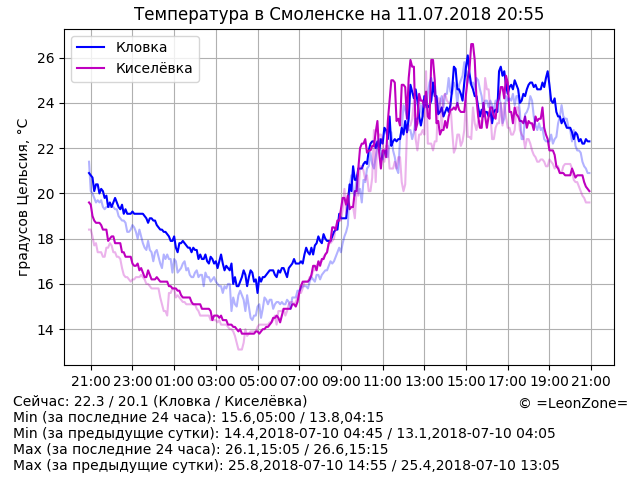 Температура в Смоленске на 11.07.2018 20:55
Кловка
Киселёвка
градусов Цельсия, °C
26
24
22
20
18
16
14
21:00 23:00 01:00 03:00 05:00 07:00 09:00 11:00 13:00 15:00 17:00 19:00 21:00
Сейчас: 22.3 / 20.1 (Кловка / Киселёвка)
© =LeonZone=
Min (за последние 24 часа): 15.6,05:00 / 13.8,04:15
Min (за предыдущие сутки): 14.4,2018-07-10 04:45 / 13.1,2018-07-10 04:05
Max (за последние 24 часа): 26.1,15:05 / 26.6,15:15
Max (за предыдущие сутки): 25.8,2018-07-10 14:55 / 25.4,2018-07-10 13:05